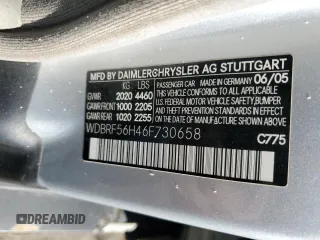 MFD BY DAIMLERCHRYSLER AG STUTTGART
KG LBS MADE IN GERMANY 06/05
GVWR 2020 4460 THIS VEHICLE CONFORMS TO ALL APPLICABLE
GAWR FRONT 1000 2205 U.S. FEDERAL MOTOR VEHICLE SAFETY, BUMPER
GAWR REAR 1020 2255 AND THEFT PREVENTION STANDARDS IN EFFECT
ON THE DATE OF MANUFACTURE SHOWN ABOVE.
WDBRF56H46F730658 C775
DREAMBID